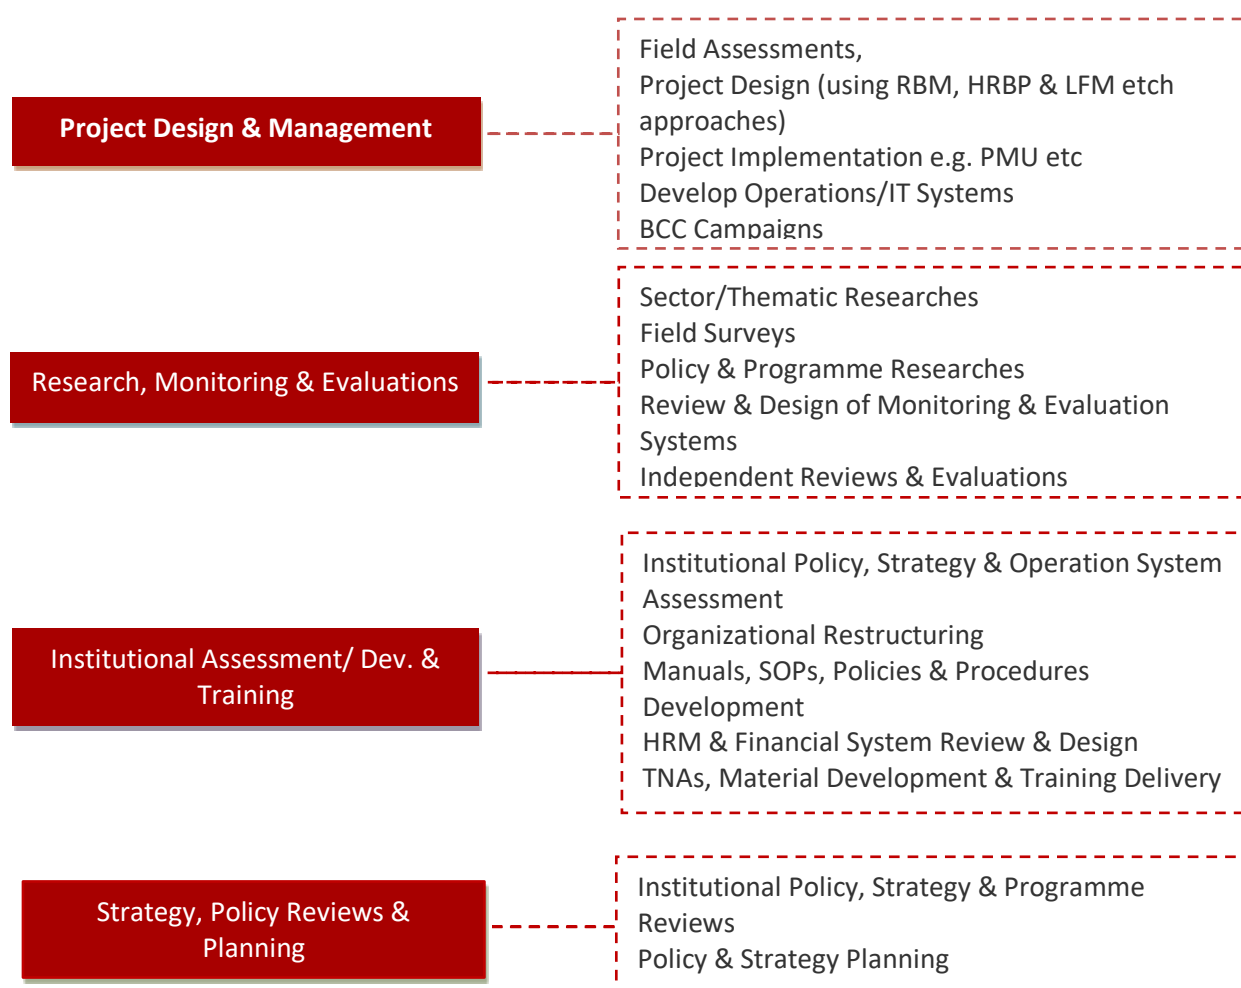 Project Design & Management
Field Assessments,
Project Design (using RBM, HRBP & LFM etch
approaches)
Project Implementation e.g. PMU etc
Develop Operations/IT Systems
BCC Campaigns
Research, Monitoring & Evaluations
Sector/Thematic Researches
Field Surveys
Policy & Programme Researches
Review & Design of Monitoring & Evaluation
Systems
Independent Reviews & Evaluations
Institutional Assessment/ Dev. &
Training
Institutional Policy, Strategy & Operation System
Assessment
Organizational Restructuring
Manuals, SOPs, Policies & Procedures
Development
HRM & Financial System Review & Design
TNAs, Material Development & Training Delivery
Strategy, Policy Reviews &
Planning
Institutional Policy, Strategy & Programme
Reviews
Policy & Strategy Planning